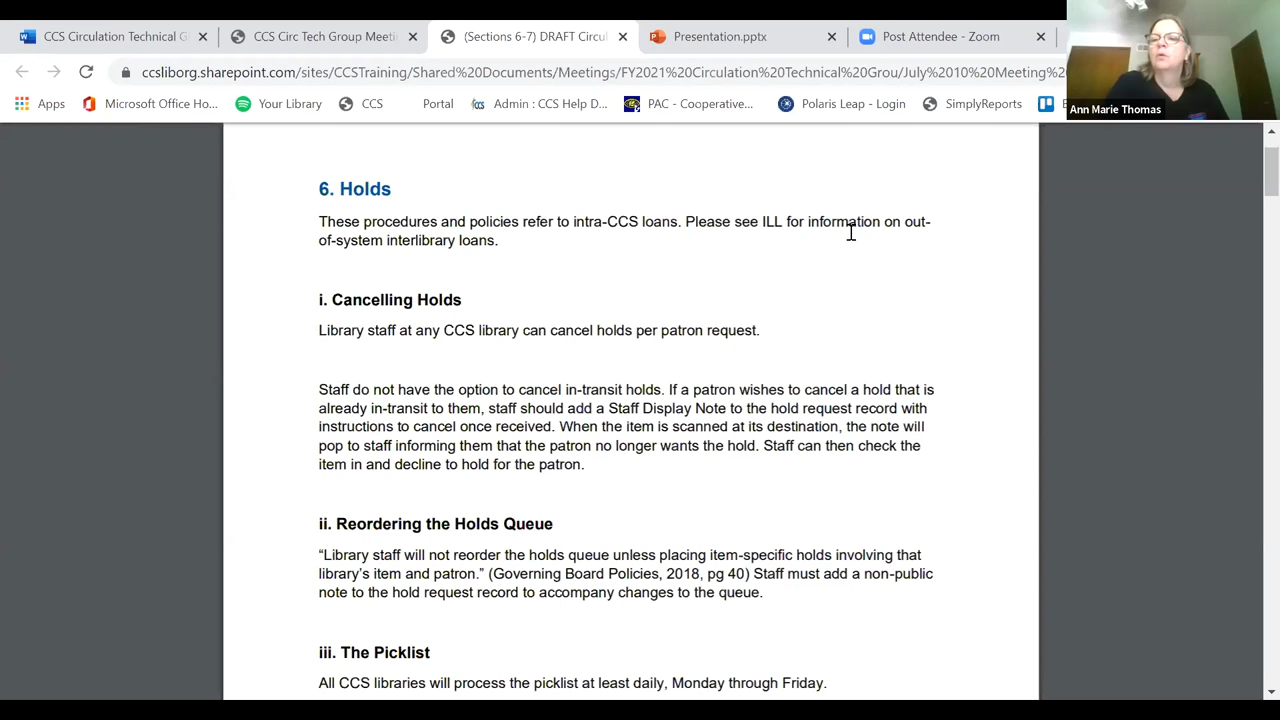 CCS Circulation Technical G
CCS Circ Tech Group Meeti
(Sections 6-7) DRAFT Circul
Presentation.pptx
Post Attendee - Zoom
ccsliborg.sharepoint.com/sites/CCSTraining/Shared%20Documents/Meetings/FY2021%20Circulation%20Technical%20Grou/July%2010%20Meeting%
Apps
Microsoft Office Ho...
Your Library
CCS
Portal
Admin : CCS Help D...
PAC - Cooperative...
Polaris Leap - Login
SimplyReports
Ann Marie Thomas
6. Holds
These procedures and policies refer to intra-CCS loans. Please see ILL for information on out-
of-system interlibrary loans.
i. Cancelling Holds
Library staff at any CCS library can cancel holds per patron request.
Staff do not have the option to cancel in-transit holds. If a patron wishes to cancel a hold that is
already in-transit to them, staff should add a Staff Display Note to the hold request record with
instructions to cancel once received. When the item is scanned at its destination, the note will
pop to staff informing them that the patron no longer wants the hold. Staff can then check the
item in and decline to hold for the patron.
ii. Reordering the Holds Queue
“Library staff will not reorder the holds queue unless placing item-specific holds involving that
library’s item and patron.” (Governing Board Policies, 2018, pg 40) Staff must add a non-public
note to the hold request record to accompany changes to the queue.
iii. The Picklist
All CCS libraries will process the picklist at least daily, Monday through Friday.